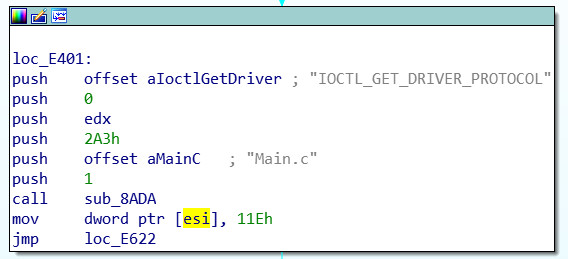 loc_E401:
push offset aIoctlGetDriver ; "IOCTL_GET_DRIVER_PROTOCOL"
push 0
push edx
push 2A3h
push offset aMainC ; "Main.c"
push 1
call sub_8ADA
mov dword ptr [esi], 11Eh
jmp loc_E622